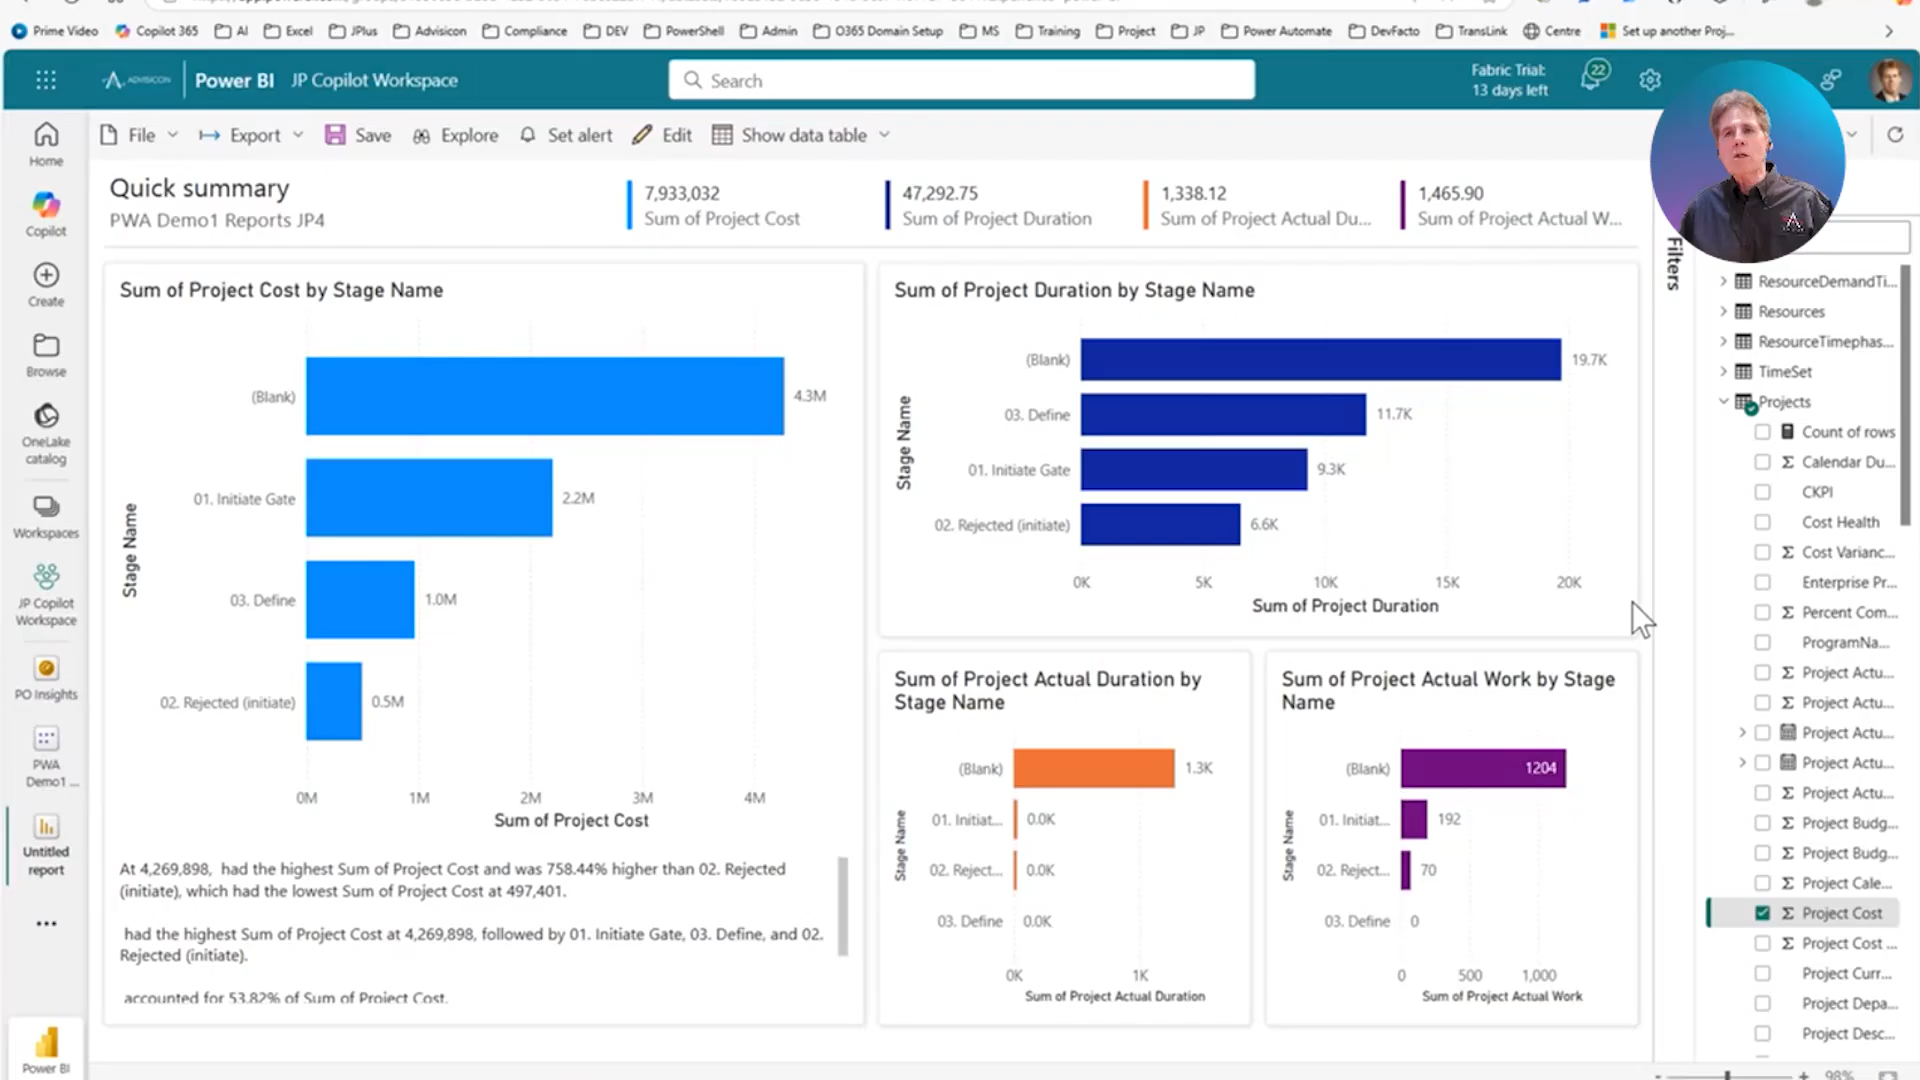 Prime Video
Copilot 365
AI
Excel
JPlus
Advisicon
Compliance
DEV
PowerShell
Admin
O365 Domain Setup
MS
Training
Project
JP
Power Automate
DevFacto
TransLink
Centre
Set up another Proj...
ADVISICON
Power BI
JP Copilot Workspace
Search
Fabric Trial:
13 days left
22
File
Export
Save
Explore
Set alert
Edit
Show data table
Home
Copilot
Create
Browse
OneLake
catalog
Workspaces
JP Copilot
Workspace
PO Insights
PWA
Demo1 ...
Untitled
report
Power BI
Quick summary
PWA Demo1 Reports JP4
7,933,032
Sum of Project Cost
47,292.75
Sum of Project Duration
1,338.12
Sum of Project Actual Du...
1,465.90
Sum of Project Actual W...
Sum of Project Cost by Stage Name
Stage Name
(Blank)
4.3M
01. Initiate Gate
2.2M
03. Define
1.0M
02. Rejected (initiate)
0.5M
0M 1M 2M 3M 4M
Sum of Project Cost
At 4,269,898, had the highest Sum of Project Cost and was 758.44% higher than 02. Rejected
(initiate), which had the lowest Sum of Project Cost at 497,401.
had the highest Sum of Project Cost at 4,269,898, followed by 01. Initiate Gate, 03. Define, and 02.
Rejected (initiate).
accounted for 53.82% of Sum of Project Cost.
Sum of Project Duration by Stage Name
Stage Name
(Blank)
19.7K
03. Define
11.7K
01. Initiate Gate
9.3K
02. Rejected (initiate)
6.6K
0K 5K 10K 15K 20K
Sum of Project Duration
Sum of Project Actual Duration by
Stage Name
Stage Name
(Blank)
1.3K
01. Initiat...
0.0K
02. Reject...
0.0K
03. Define
0.0K
0K 1K
Sum of Project Actual Duration
Sum of Project Actual Work by Stage
Name
Stage Name
(Blank)
1204
01. Initiat...
192
02. Reject...
70
03. Define
0
0 500 1,000
Sum of Project Actual Work
Filters
ResourceDemandTi...
Resources
ResourceTimephas...
TimeSet
Projects
Count of rows
Calendar Du...
CKPI
Cost Health
Cost Varianc...
Enterprise Pr...
Percent Com...
ProgramNa...
Project Actu...
Project Actu...
Project Actu...
Project Actu...
Project Actu...
Project Budg...
Project Budg...
Project Cale...
Project Cost
Project Cost ...
Project Curr...
Project Depa...
Project Desc...
98%